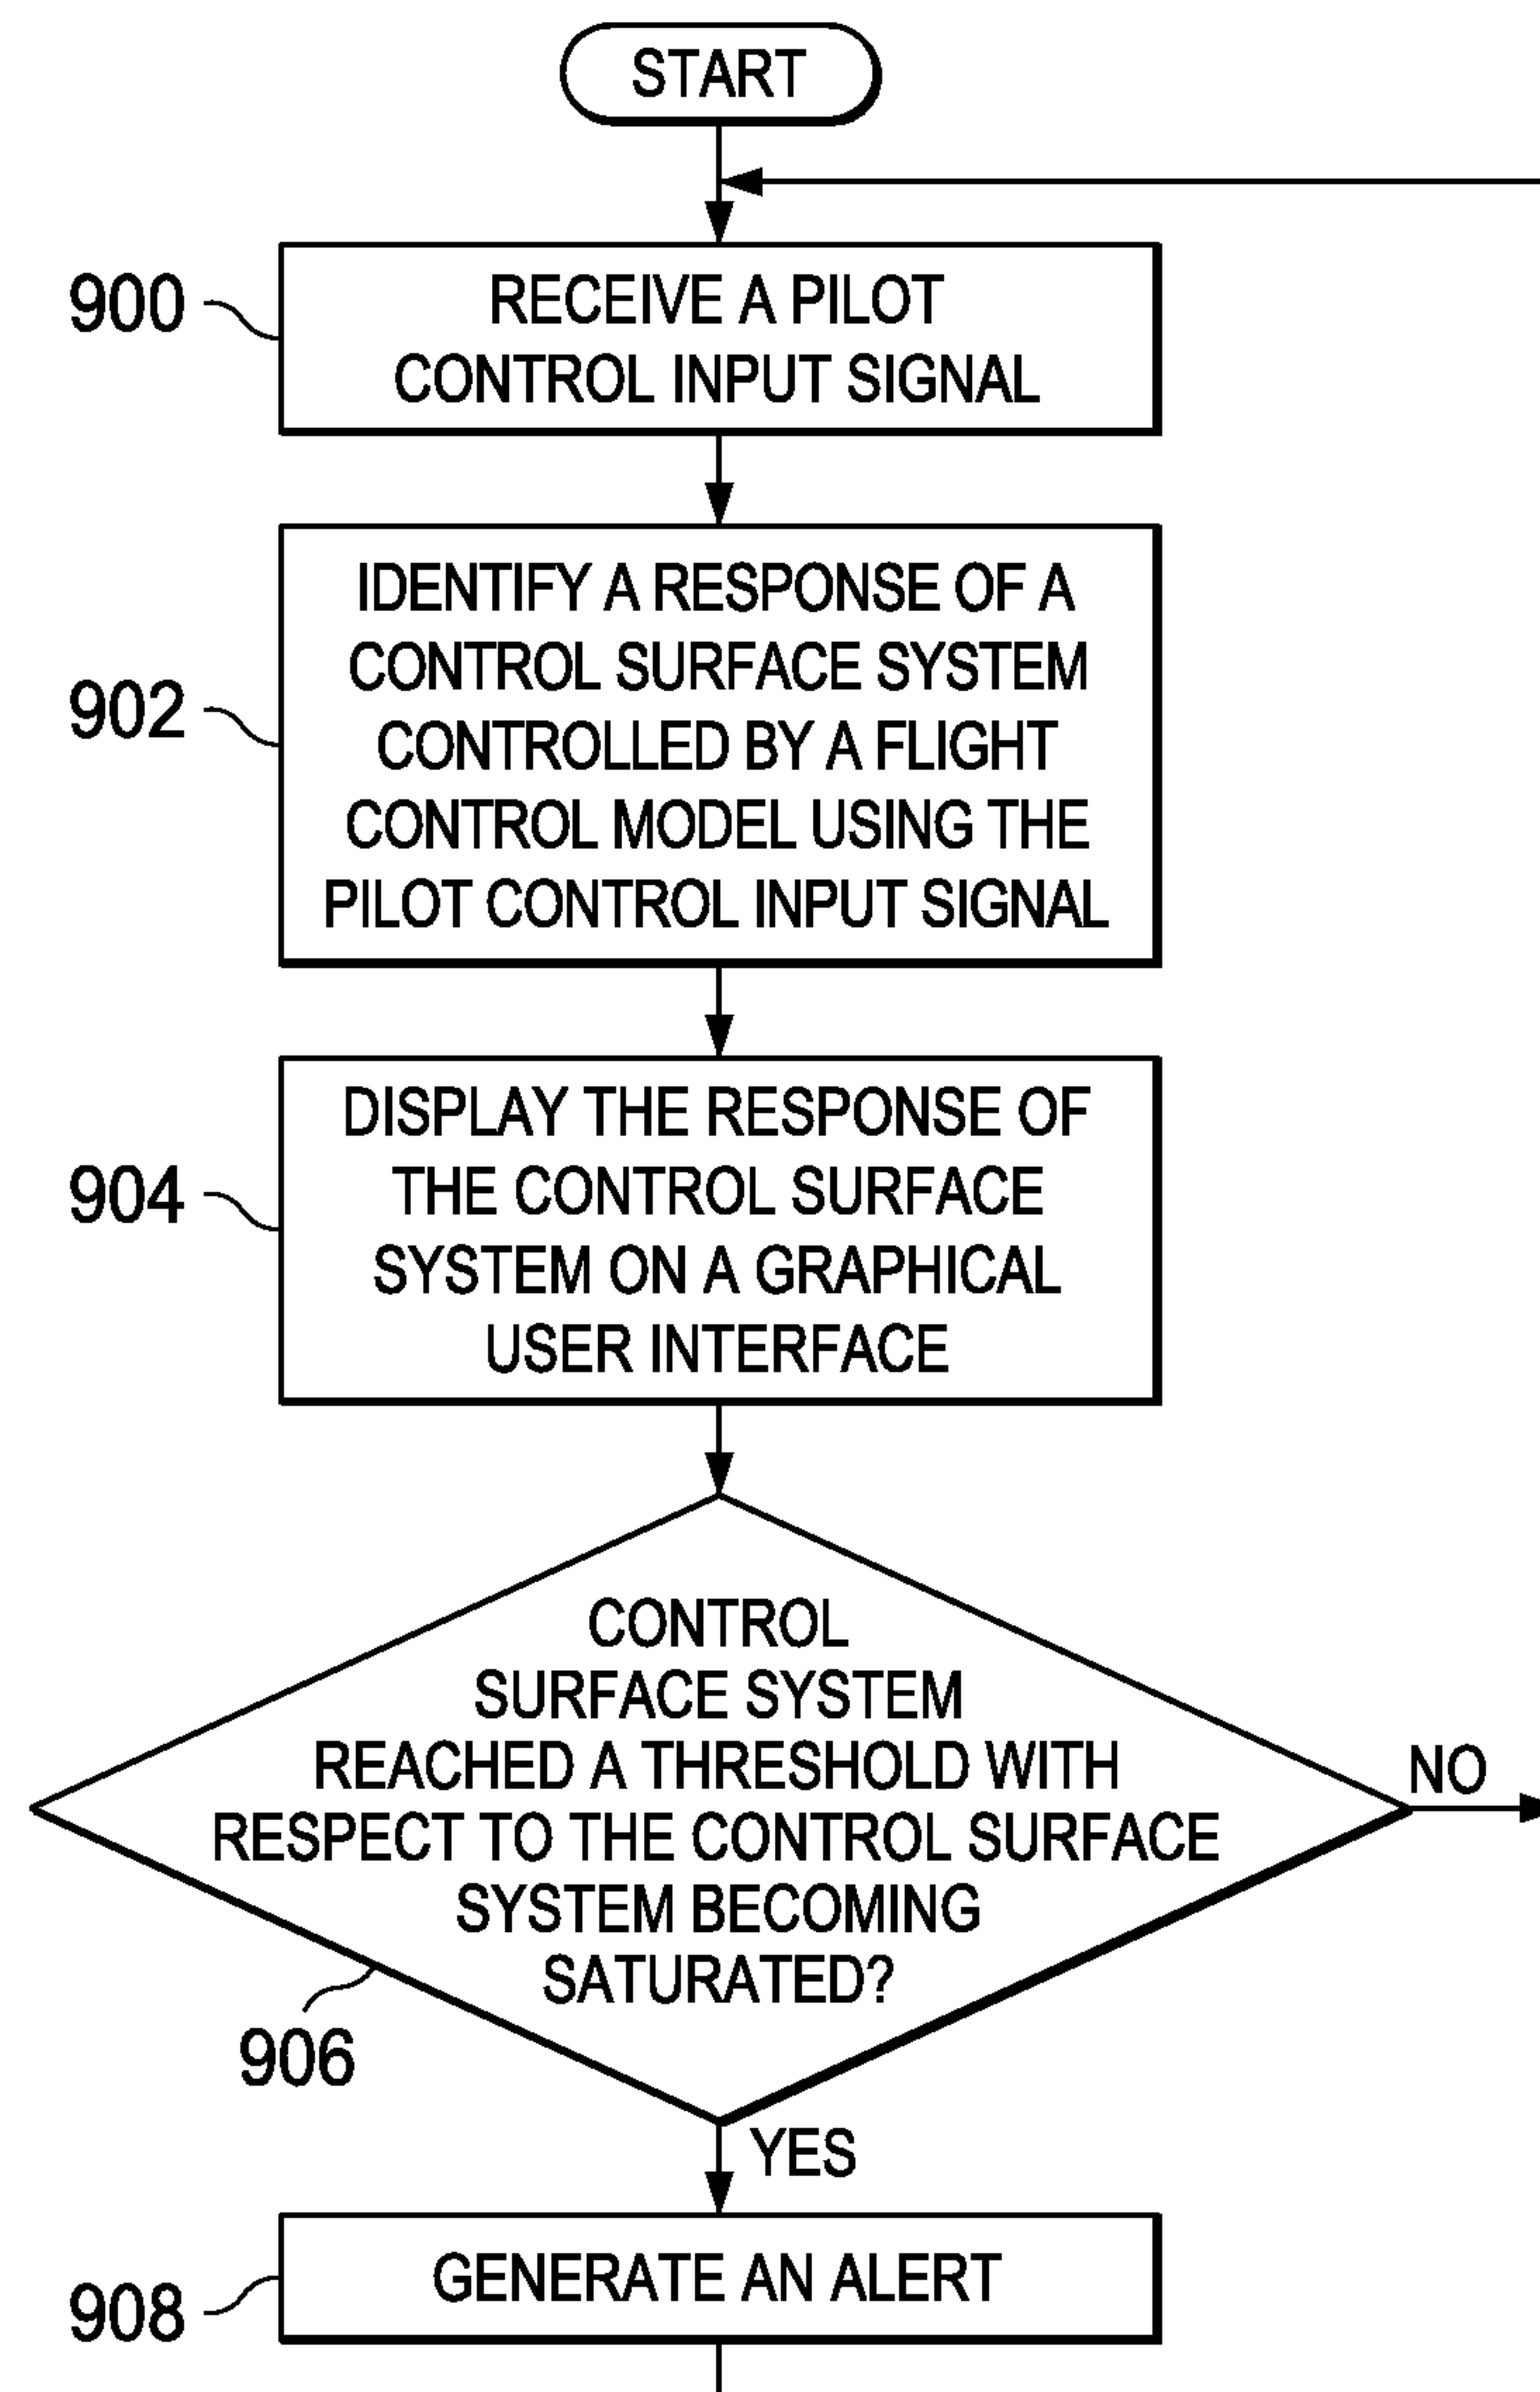 START
900
RECEIVE A PILOT
CONTROL INPUT SIGNAL
902
IDENTIFY A RESPONSE OF A
CONTROL SURFACE SYSTEM
CONTROLLED BY A FLIGHT
CONTROL MODEL USING THE
PILOT CONTROL INPUT SIGNAL
904
DISPLAY THE RESPONSE OF
THE CONTROL SURFACE
SYSTEM ON A GRAPHICAL
USER INTERFACE
CONTROL
SURFACE SYSTEM
REACHED A THRESHOLD WITH
RESPECT TO THE CONTROL SURFACE
SYSTEM BECOMING
SATURATED?
NO
906
YES
908
GENERATE AN ALERT